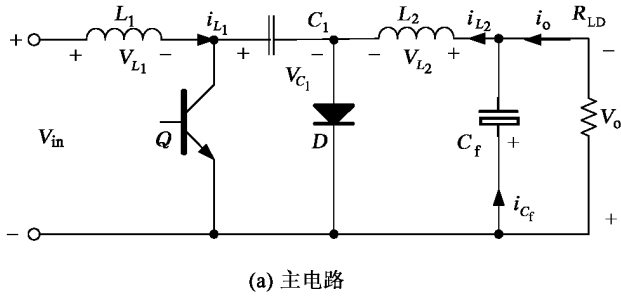 L1 iL1 C1 L2 iL2 io RLD
+ + − + − − + −
VL1 VC1 VL2
Vin Q D Cf + Vo
iCf
− +
(a) 主电路